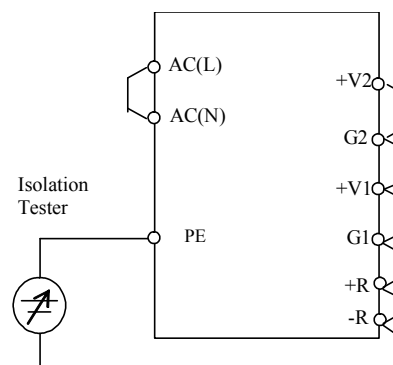 AC(L)
+V2
AC(N)
G2
Isolation
Tester
+V1
PE
G1
+R
-R